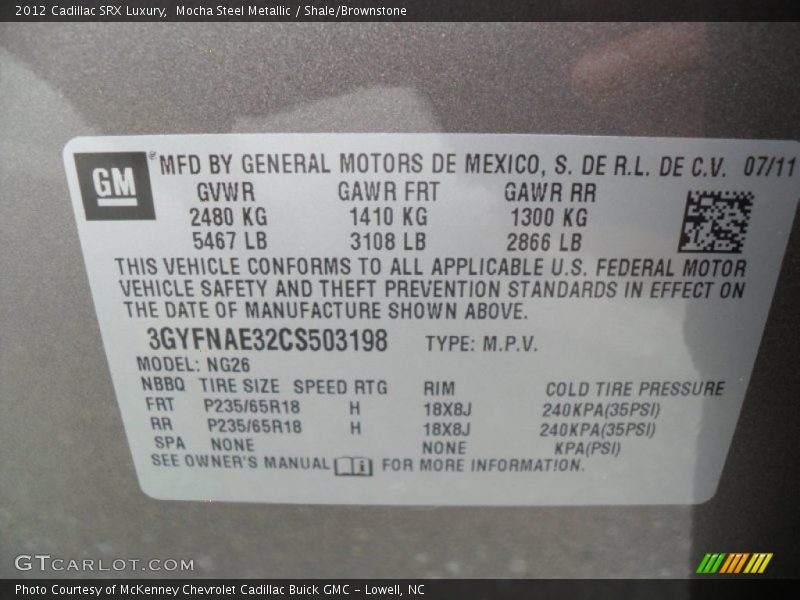 2012 Cadillac SRX Luxury, Mocha Steel Metallic / Shale/Brownstone
GM ® MFD BY GENERAL MOTORS DE MEXICO, S. DE R.L. DE C.V. 07/11
GVWR GAWR FRT GAWR RR
2480 KG 1410 KG 1300 KG
5467 LB 3108 LB 2866 LB
THIS VEHICLE CONFORMS TO ALL APPLICABLE U.S. FEDERAL MOTOR
VEHICLE SAFETY AND THEFT PREVENTION STANDARDS IN EFFECT ON
THE DATE OF MANUFACTURE SHOWN ABOVE.
3GYFNAE32CS503198 TYPE: M.P.V.
MODEL: NG26
NBBQ TIRE SIZE SPEED RTG RIM COLD TIRE PRESSURE
FRT P235/65R18 H 18X8J 240KPA(35PSI)
RR P235/65R18 H 18X8J 240KPA(35PSI)
SPA NONE NONE KPA(PSI)
SEE OWNER'S MANUAL i FOR MORE INFORMATION.
GTCARLOT.COM
Photo Courtesy of McKenney Chevrolet Cadillac Buick GMC - Lowell, NC